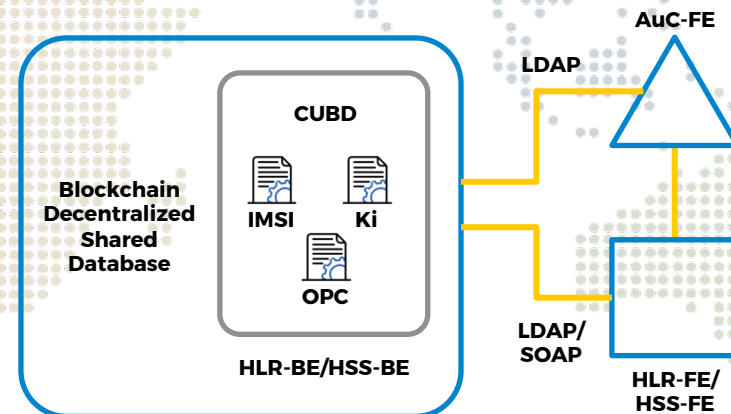 AuC-FE
LDAP
CUBD
Blockchain
Decentralized
Shared
Database
IMSI
Ki
OPC
HLR-BE/HSS-BE
LDAP/
SOAP
HLR-FE/
HSS-FE